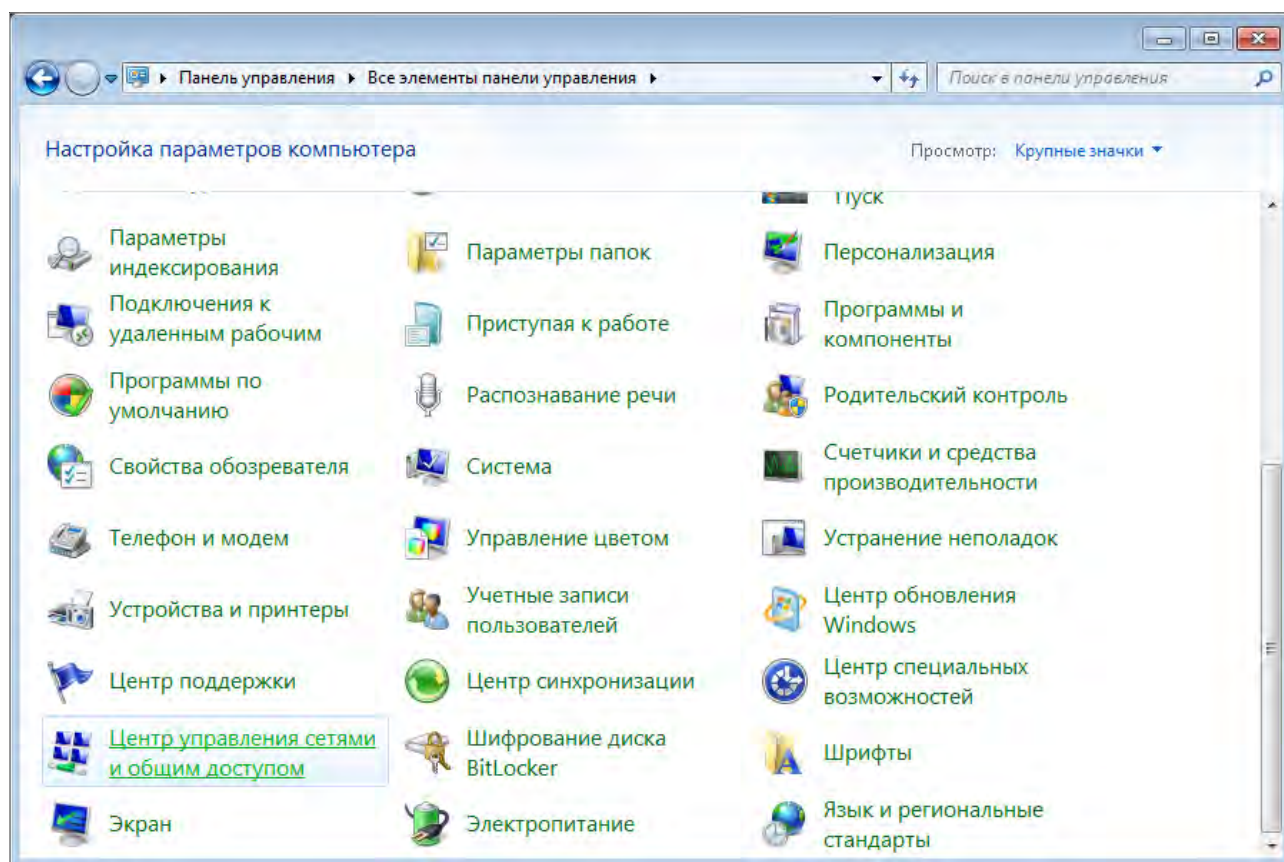 Панель управления ▸ Все элементы панели управления ▸
Поиск в панели управления
Настройка параметров компьютера
Просмотр: Крупные значки
Пуск
Параметры
индексирования
Параметры папок
Персонализация
Подключения к
удаленным рабочим
Приступая к работе
Программы и
компоненты
Программы по
умолчанию
Распознавание речи
Родительский контроль
Свойства обозревателя
Система
Счетчики и средства
производительности
Телефон и модем
Управление цветом
Устранение неполадок
Устройства и принтеры
Учетные записи
пользователей
Центр обновления
Windows
Центр поддержки
Центр синхронизации
Центр специальных
возможностей
Центр управления сетями
и общим доступом
Шифрование диска
BitLocker
Шрифты
Экран
Электропитание
Язык и региональные
стандарты